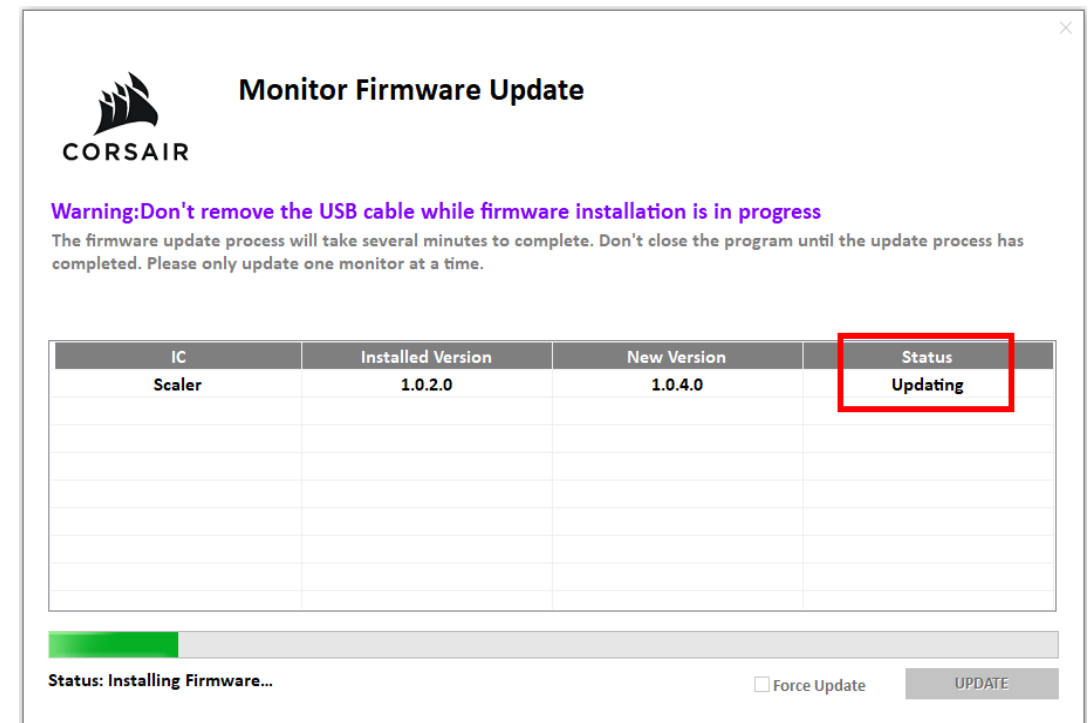 Monitor Firmware Update
CORSAIR
Warning:Don't remove the USB cable while firmware installation is in progress
The firmware update process will take several minutes to complete. Don't close the program until the update process has
completed. Please only update one monitor at a time.
IC Installed Version New Version Status
Scaler 1.0.2.0 1.0.4.0 Updating
Status: Installing Firmware...
Force Update UPDATE